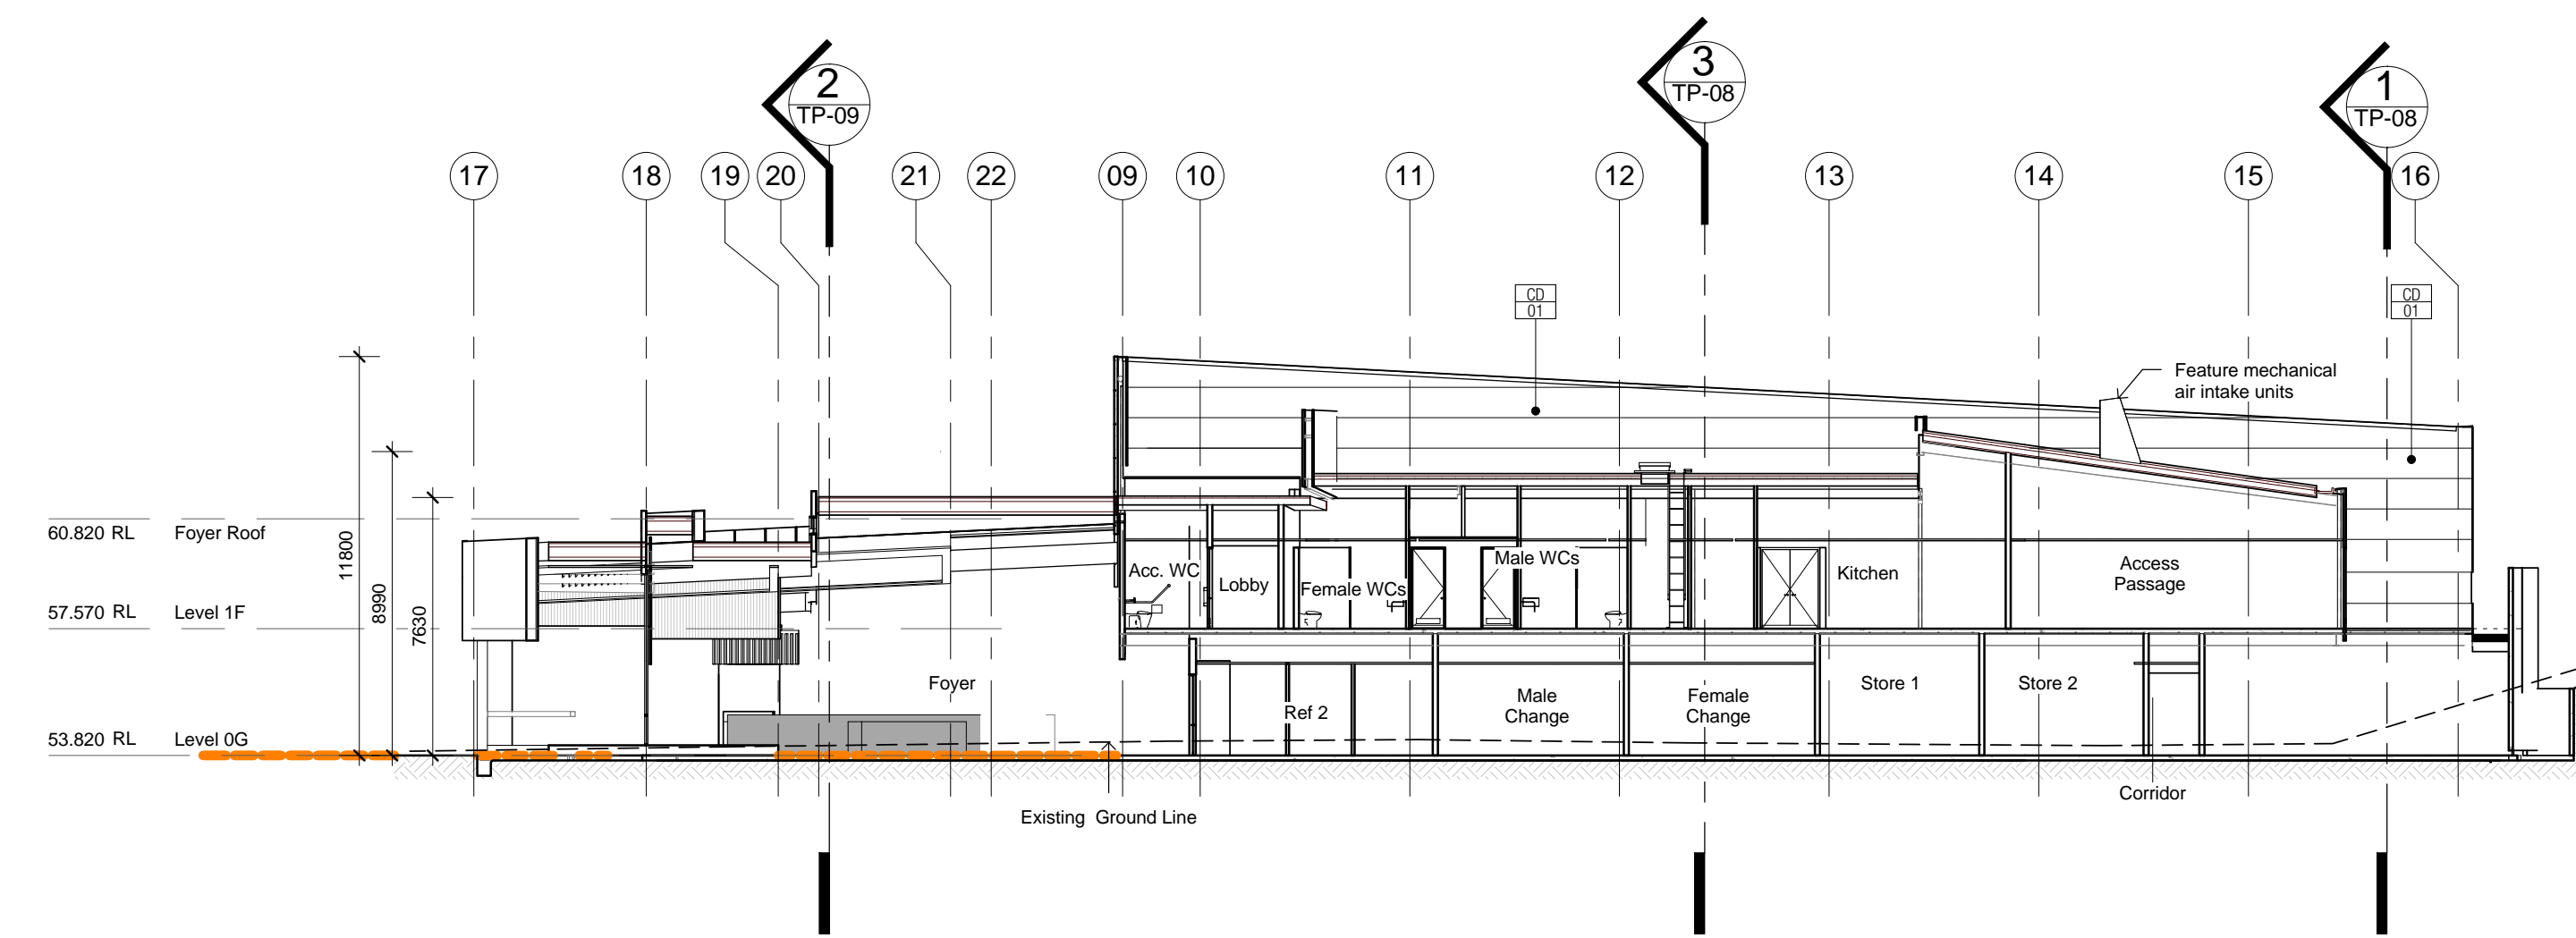 2
TP-09
3
TP-08
1
TP-08
17
18
19
20
21
22
09
10
11
12
13
14
15
16
CD
01
CD
01
Feature mechanical
air intake units
60.820 RL Foyer Roof
57.570 RL Level 1F
53.820 RL Level 0G
11800
8990
7630
Acc. WC
Lobby
Female WCs
Male WCs
Kitchen
Access
Passage
Foyer
Ref 2
Male
Change
Female
Change
Store 1
Store 2
Corridor
Existing Ground Line